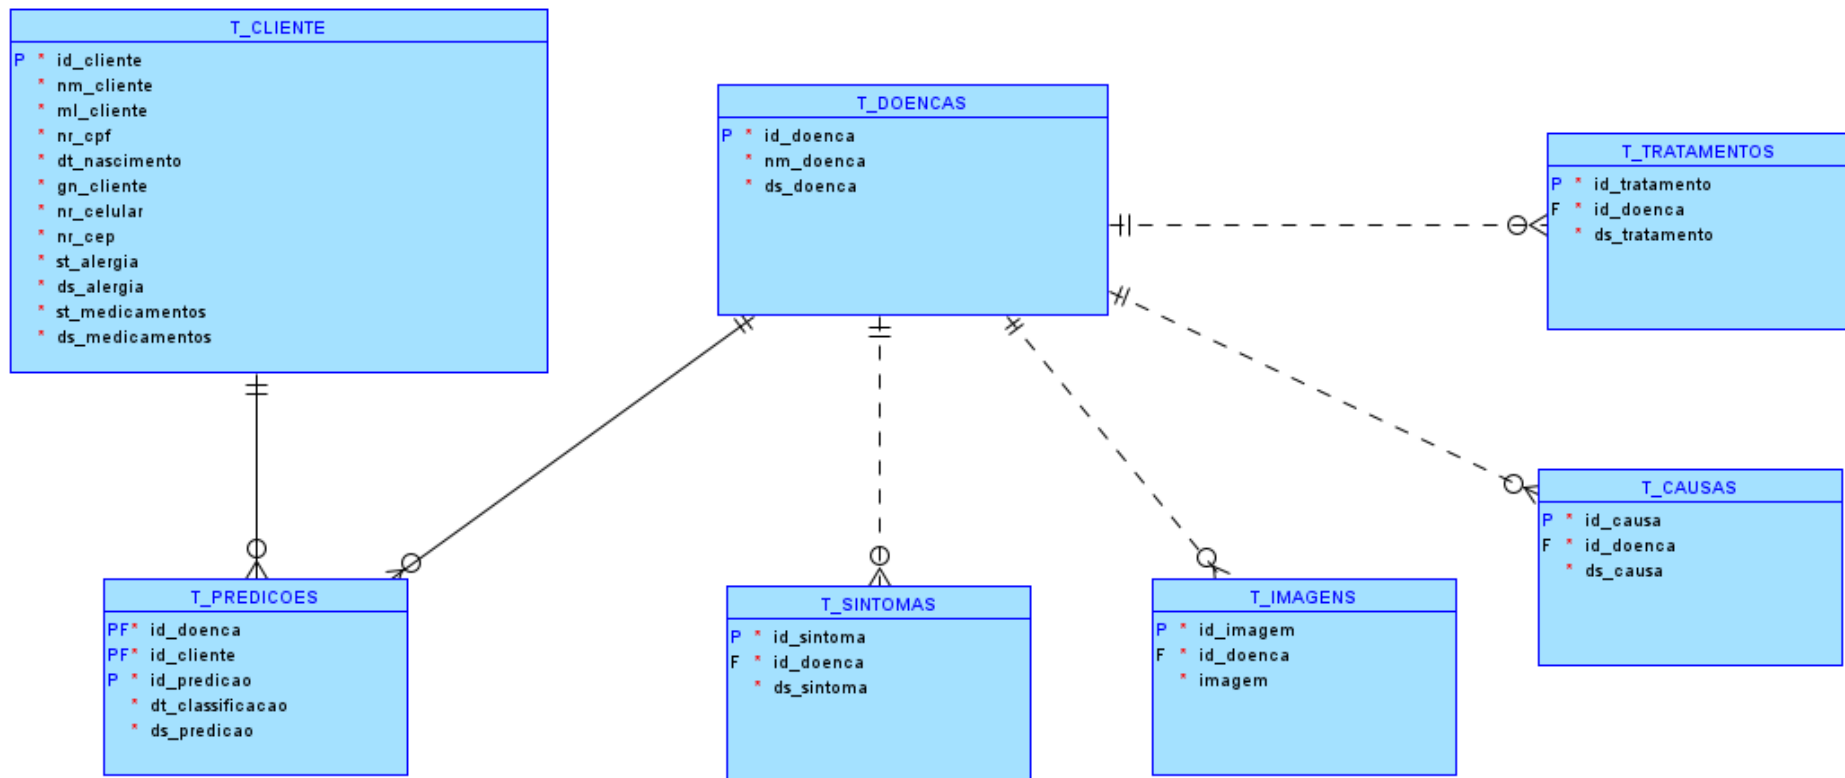 T_CLIENTE
P * id_cliente
* nm_cliente
* ml_cliente
* nr_cpf
* dt_nascimento
* gn_cliente
* nr_celular
* nr_cep
* st_alergia
* ds_alergia
* st_medicamentos
* ds_medicamentos
T_DOENCAS
P * id_doenca
* nm_doenca
* ds_doenca
T_TRATAMENTOS
P * id_tratamento
F * id_doenca
* ds_tratamento
T_CAUSAS
P * id_causa
F * id_doenca
* ds_causa
T_PREDICOES
PF* id_doenca
PF* id_cliente
P * id_predicao
* dt_classificacao
* ds_predicao
T_SINTOMAS
P * id_sintoma
F * id_doenca
* ds_sintoma
T_IMAGENS
P * id_imagem
F * id_doenca
* imagem